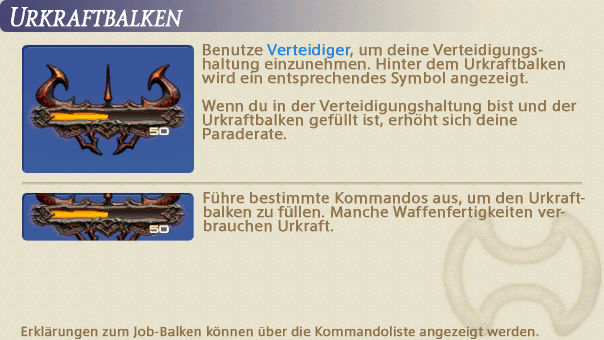 URKRAFTBALKEN
Benutze Verteidiger, um deine Verteidigungs-
haltung einzunehmen. Hinter dem Urkraftbalken
wird ein entsprechendes Symbol angezeigt.
Wenn du in der Verteidigungshaltung bist und der
Urkraftbalken gefüllt ist, erhöht sich deine
Paraderate.
50
Führe bestimmte Kommandos aus, um den Urkraft-
balken zu füllen. Manche Waffenfertigkeiten ver-
brauchen Urkraft.
50
Erklärungen zum Job-Balken können über die Kommandoliste angezeigt werden.